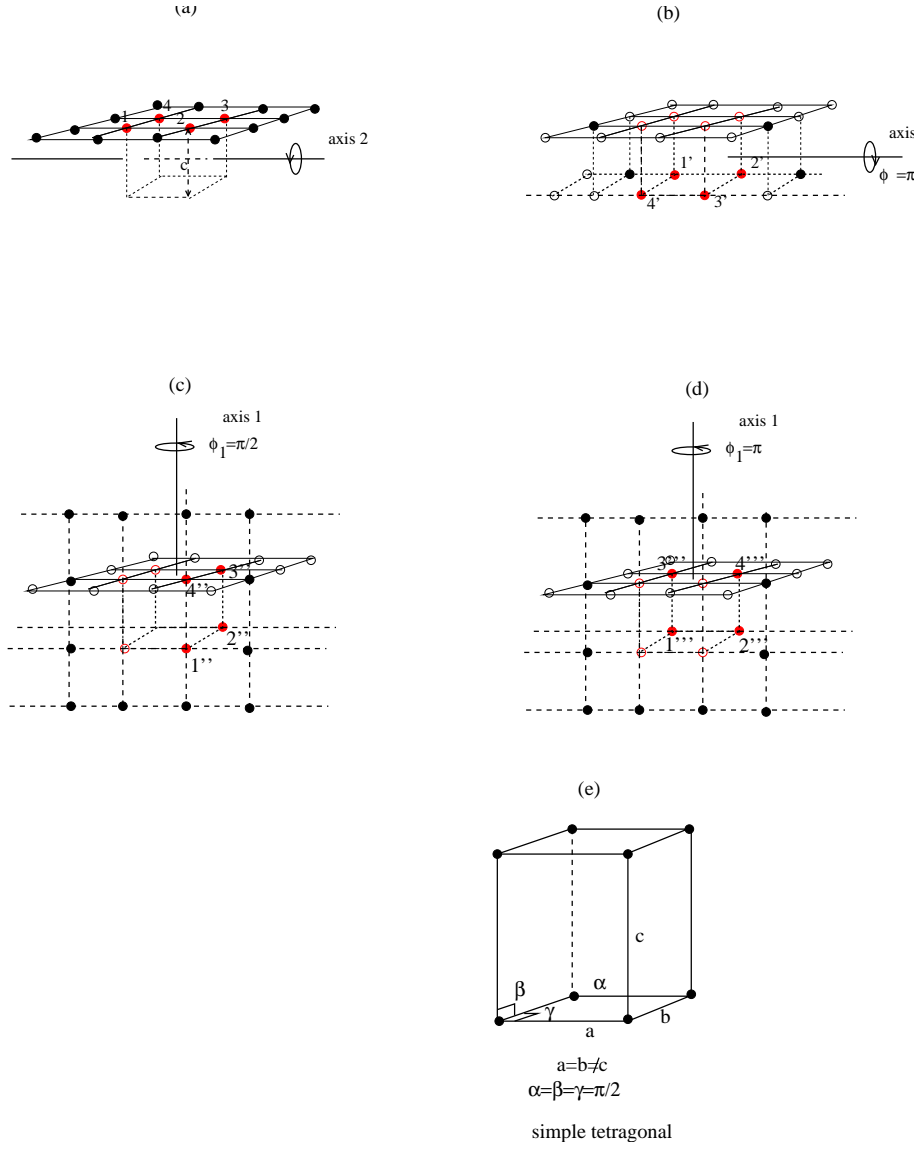 (a)
(b)
1
4
2
3
c
axis 2
1'
2'
4'
3'
axis
ϕ =π
(c)
(d)
axis 1
ϕ1=π/2
axis 1
ϕ1=π
3''
4''
2''
1''
4'''
1'''
2'''
(e)
c
α
β
γ
b
a
a=b≠c
α=β=γ=π/2
simple tetragonal